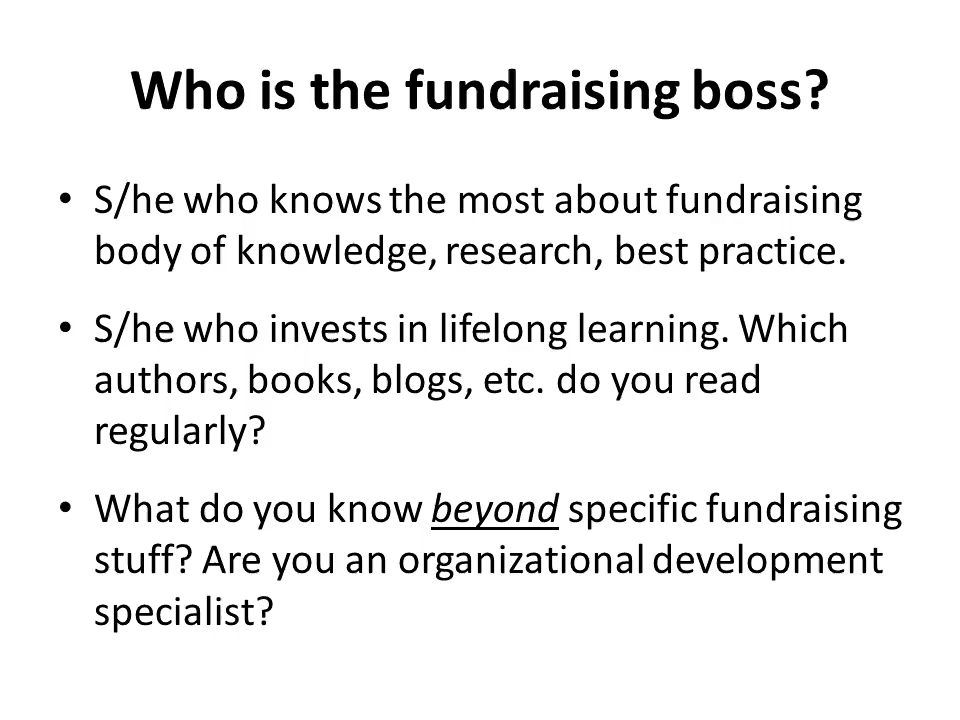 Who is the fundraising boss?
• S/he who knows the most about fundraising
body of knowledge, research, best practice.
• S/he who invests in lifelong learning. Which
authors, books, blogs, etc. do you read
regularly?
• What do you know beyond specific fundraising
stuff? Are you an organizational development
specialist?